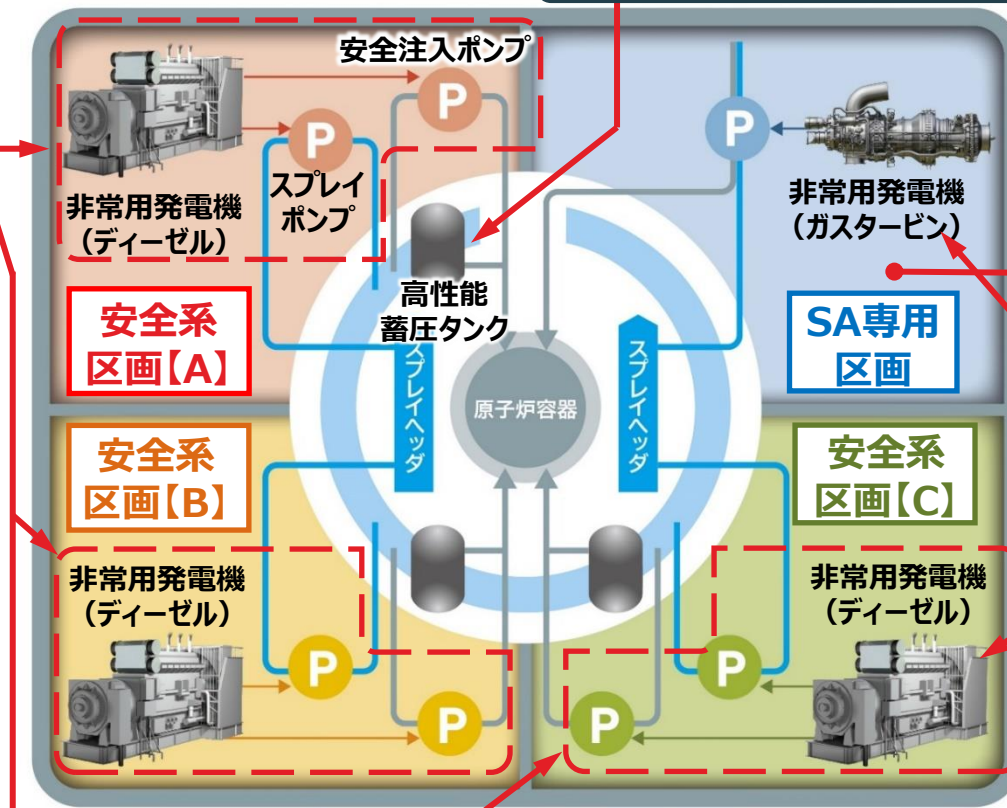 安全注入ポンプ
P
P
P
スプレイ
ポンプ
非常用発電機
（ディーゼル）
非常用発電機
（ガスタービン）
高性能
蓄圧タンク
安全系
区画【A】
SA専用
区画
スプレイヘッダ
原子炉容器
スプレイヘッダ
安全系
区画【B】
安全系
区画【C】
非常用発電機
（ディーゼル）
非常用発電機
（ディーゼル）
P
P
P
P